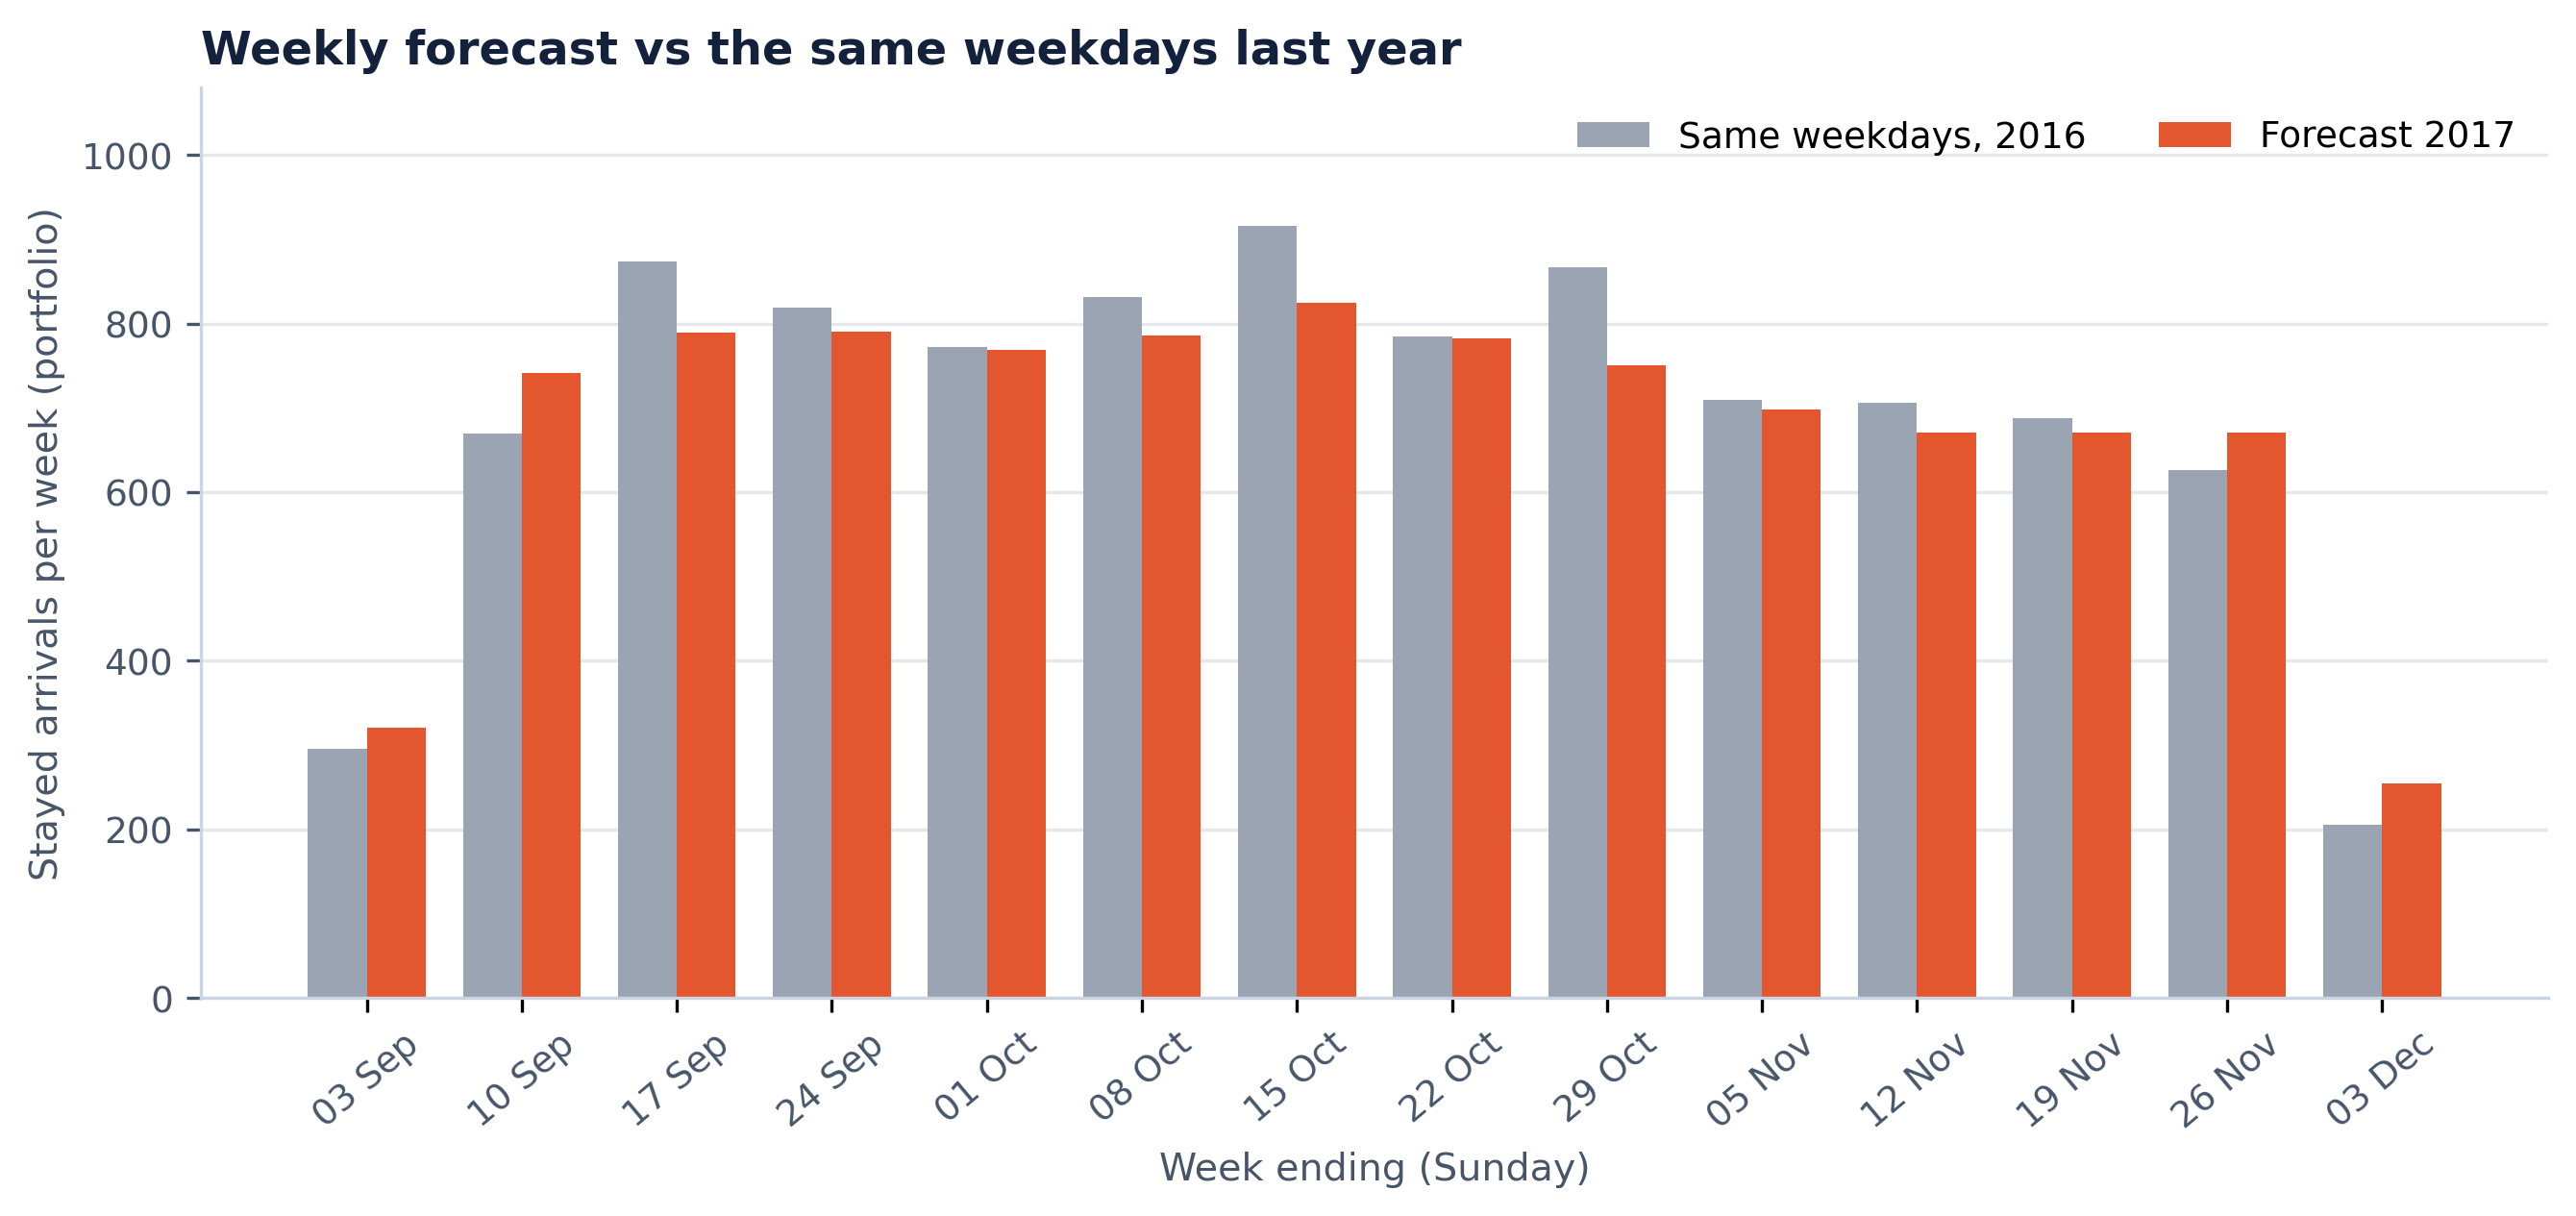 Weekly forecast vs the same weekdays last year
Same weekdays, 2016
Forecast 2017
Stayed arrivals per week (portfolio)
1000
800
600
400
200
0
03 Sep
10 Sep
17 Sep
24 Sep
01 Oct
08 Oct
15 Oct
22 Oct
29 Oct
05 Nov
12 Nov
19 Nov
26 Nov
03 Dec
Week ending (Sunday)